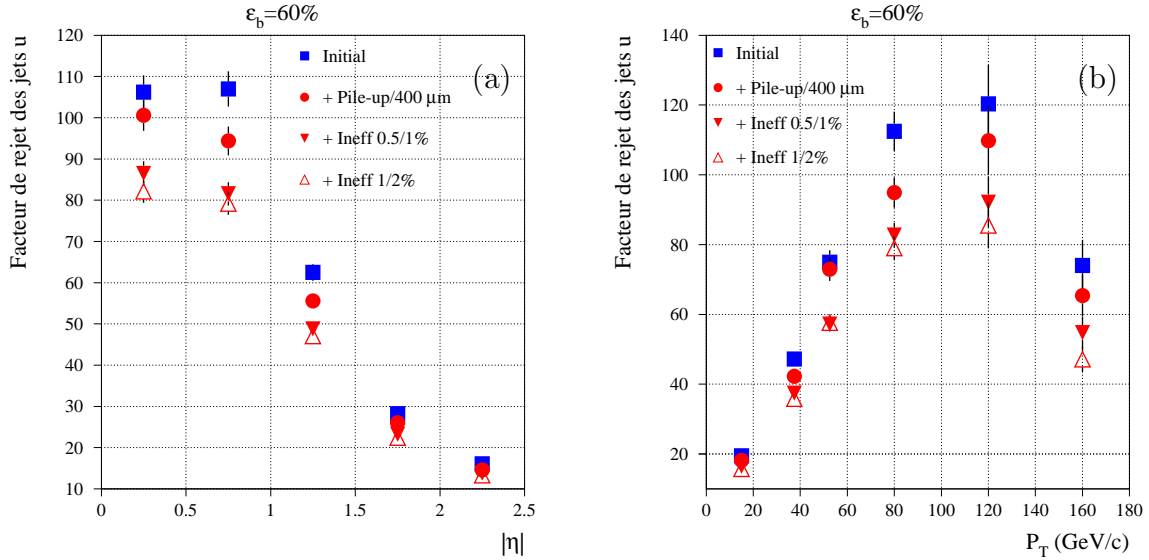 ε_b=60%
Facteur de rejet des jets u
120
110
100
90
80
70
60
50
40
30
20
10
0
0.5
1
1.5
2
2.5
|η|
Initial
+ Pile-up/400 μm
+ Ineff 0.5/1%
+ Ineff 1/2%
(a)
ε_b=60%
Facteur de rejet des jets u
140
120
100
80
60
40
20
0
20
40
60
80
100
120
140
160
180
P_T (GeV/c)
Initial
+ Pile-up/400 μm
+ Ineff 0.5/1%
+ Ineff 1/2%
(b)